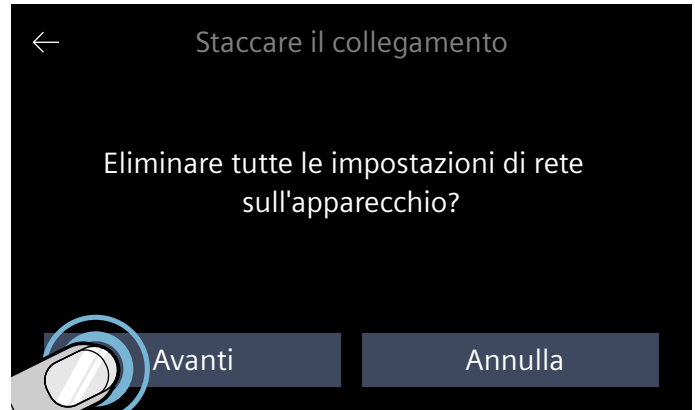 Staccare il collegamento
Eliminare tutte le impostazioni di rete
sull'apparecchio?
Avanti
Annulla